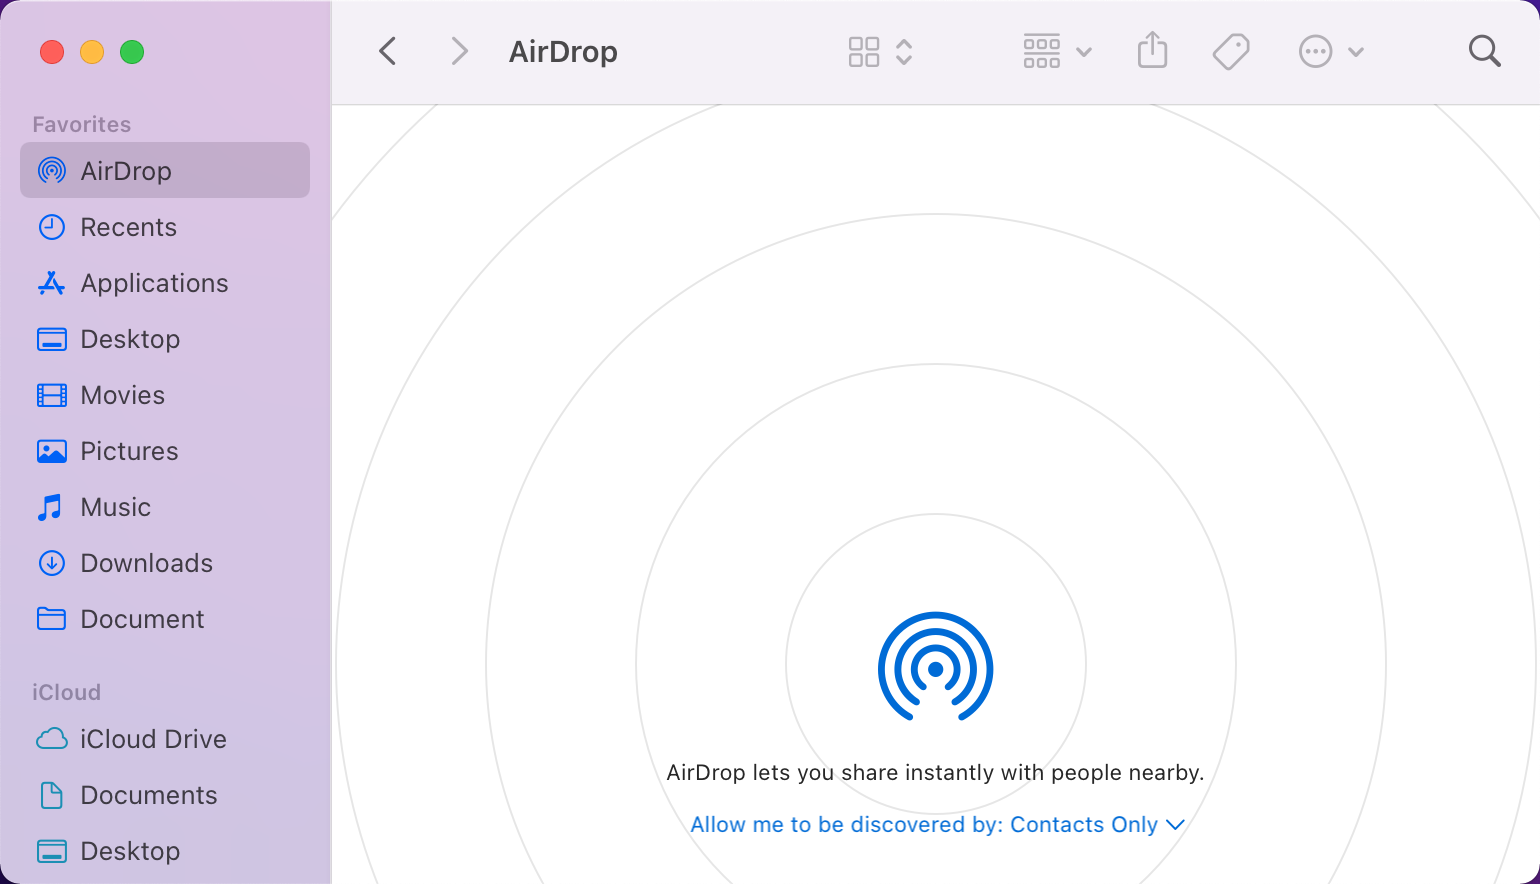 AirDrop
Favorites
AirDrop
Recents
Applications
Desktop
Movies
Pictures
Music
Downloads
Document
iCloud
iCloud Drive
Documents
Desktop
AirDrop lets you share instantly with people nearby.
Allow me to be discovered by: Contacts Only